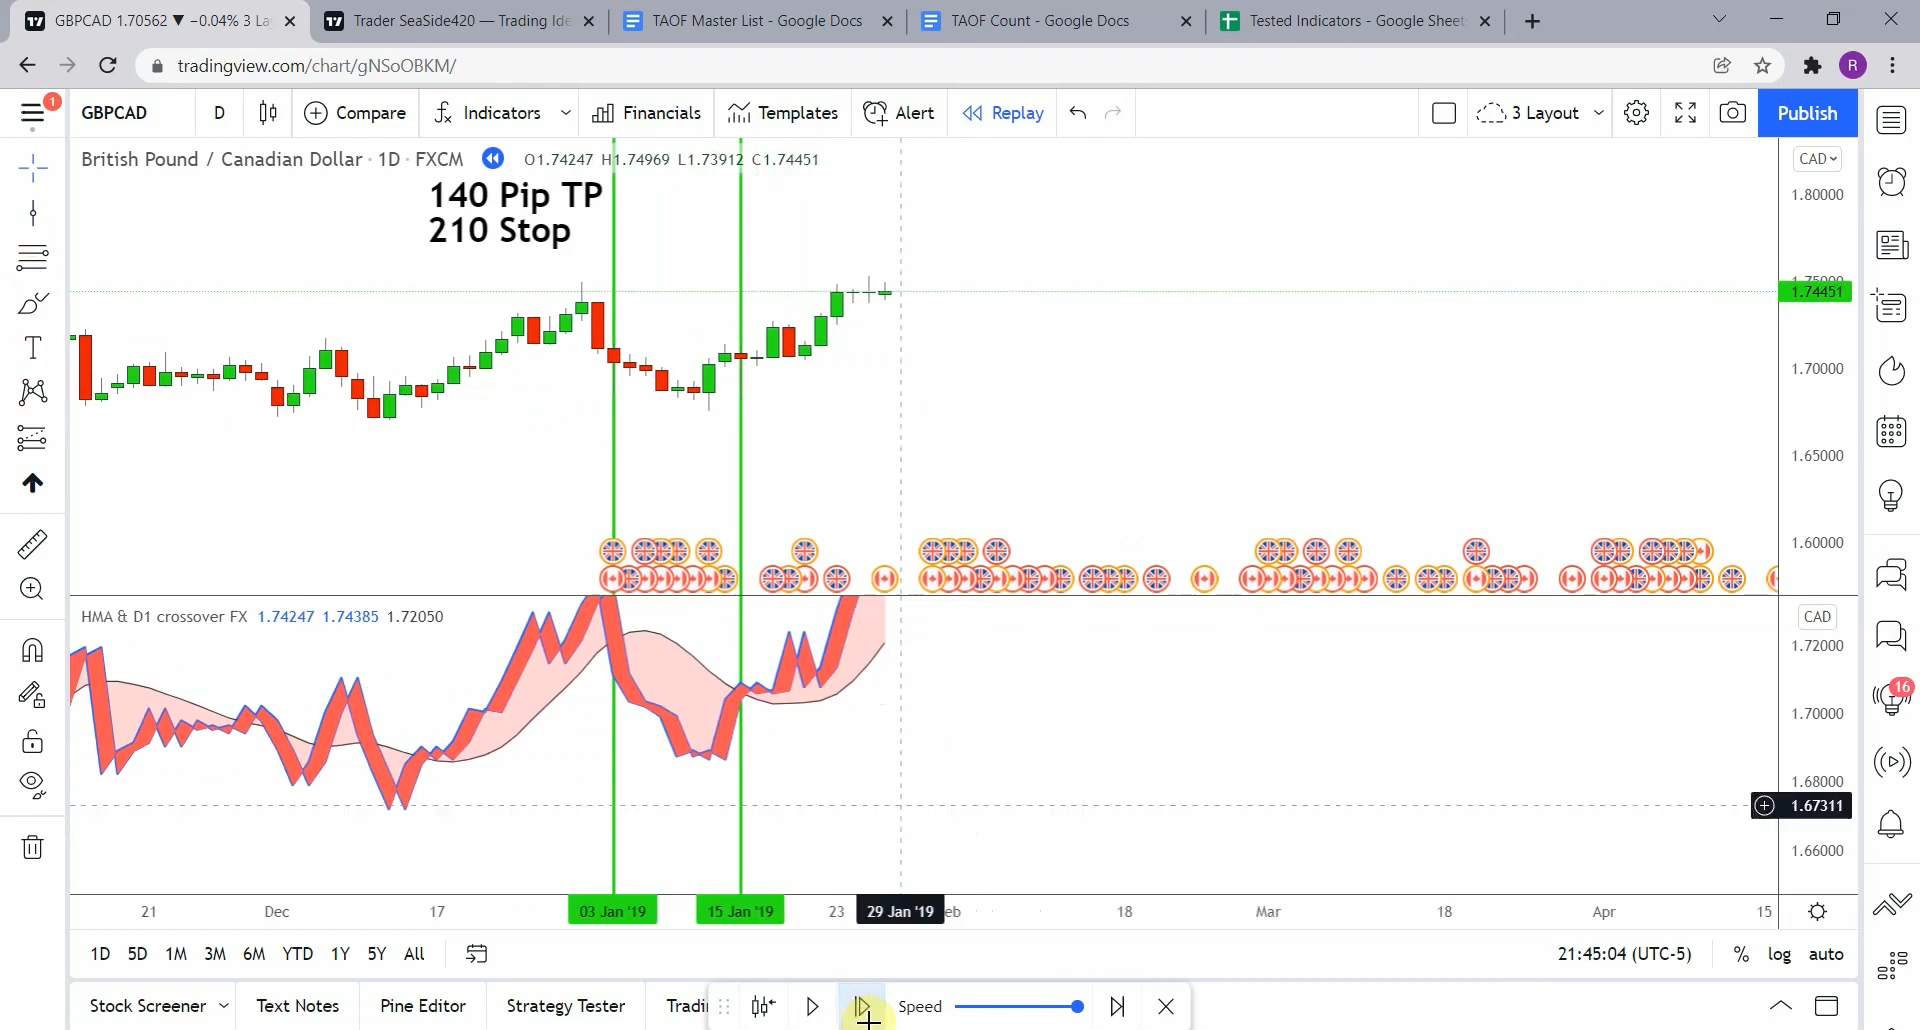 GBPCAD 1.70562 ▼ −0.04% 3 La
Trader SeaSide420 — Trading Ide
TAOF Master List - Google Docs
TAOF Count - Google Docs
Tested Indicators - Google Sheet
tradingview.com/chart/gNSoOBKM/
R
1
GBPCAD
D
Compare
Indicators
Financials
Templates
Alert
Replay
3 Layout
Publish
British Pound / Canadian Dollar · 1D · FXCM
O1.74247 H1.74969 L1.73912 C1.74451
CAD
140 Pip TP
210 Stop
1.80000
1.75000
1.74451
1.70000
1.65000
1.60000
HMA & D1 crossover FX 1.74247 1.74385 1.72050
CAD
1.72000
16
1.70000
1.68000
1.67311
1.66000
21
Dec
17
03 Jan '19
15 Jan '19
23
29 Jan '19
eb
18
Mar
18
Apr
15
1D 5D 1M 3M 6M YTD 1Y 5Y All
21:45:04 (UTC-5)
% log auto
Stock Screener
Text Notes
Pine Editor
Strategy Tester
Tradi
Speed